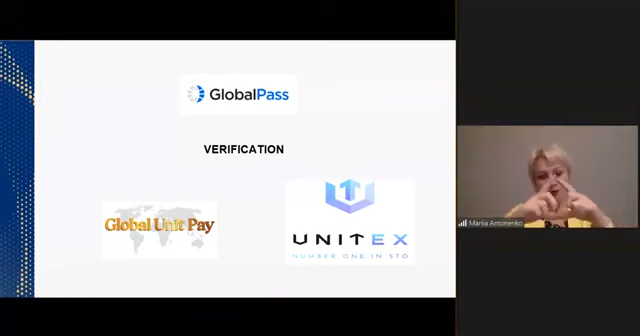 GlobalPass
VERIFICATION
Global Unit Pay
UNITEX
NUMBER ONE IN STO
Mariia Antonenko